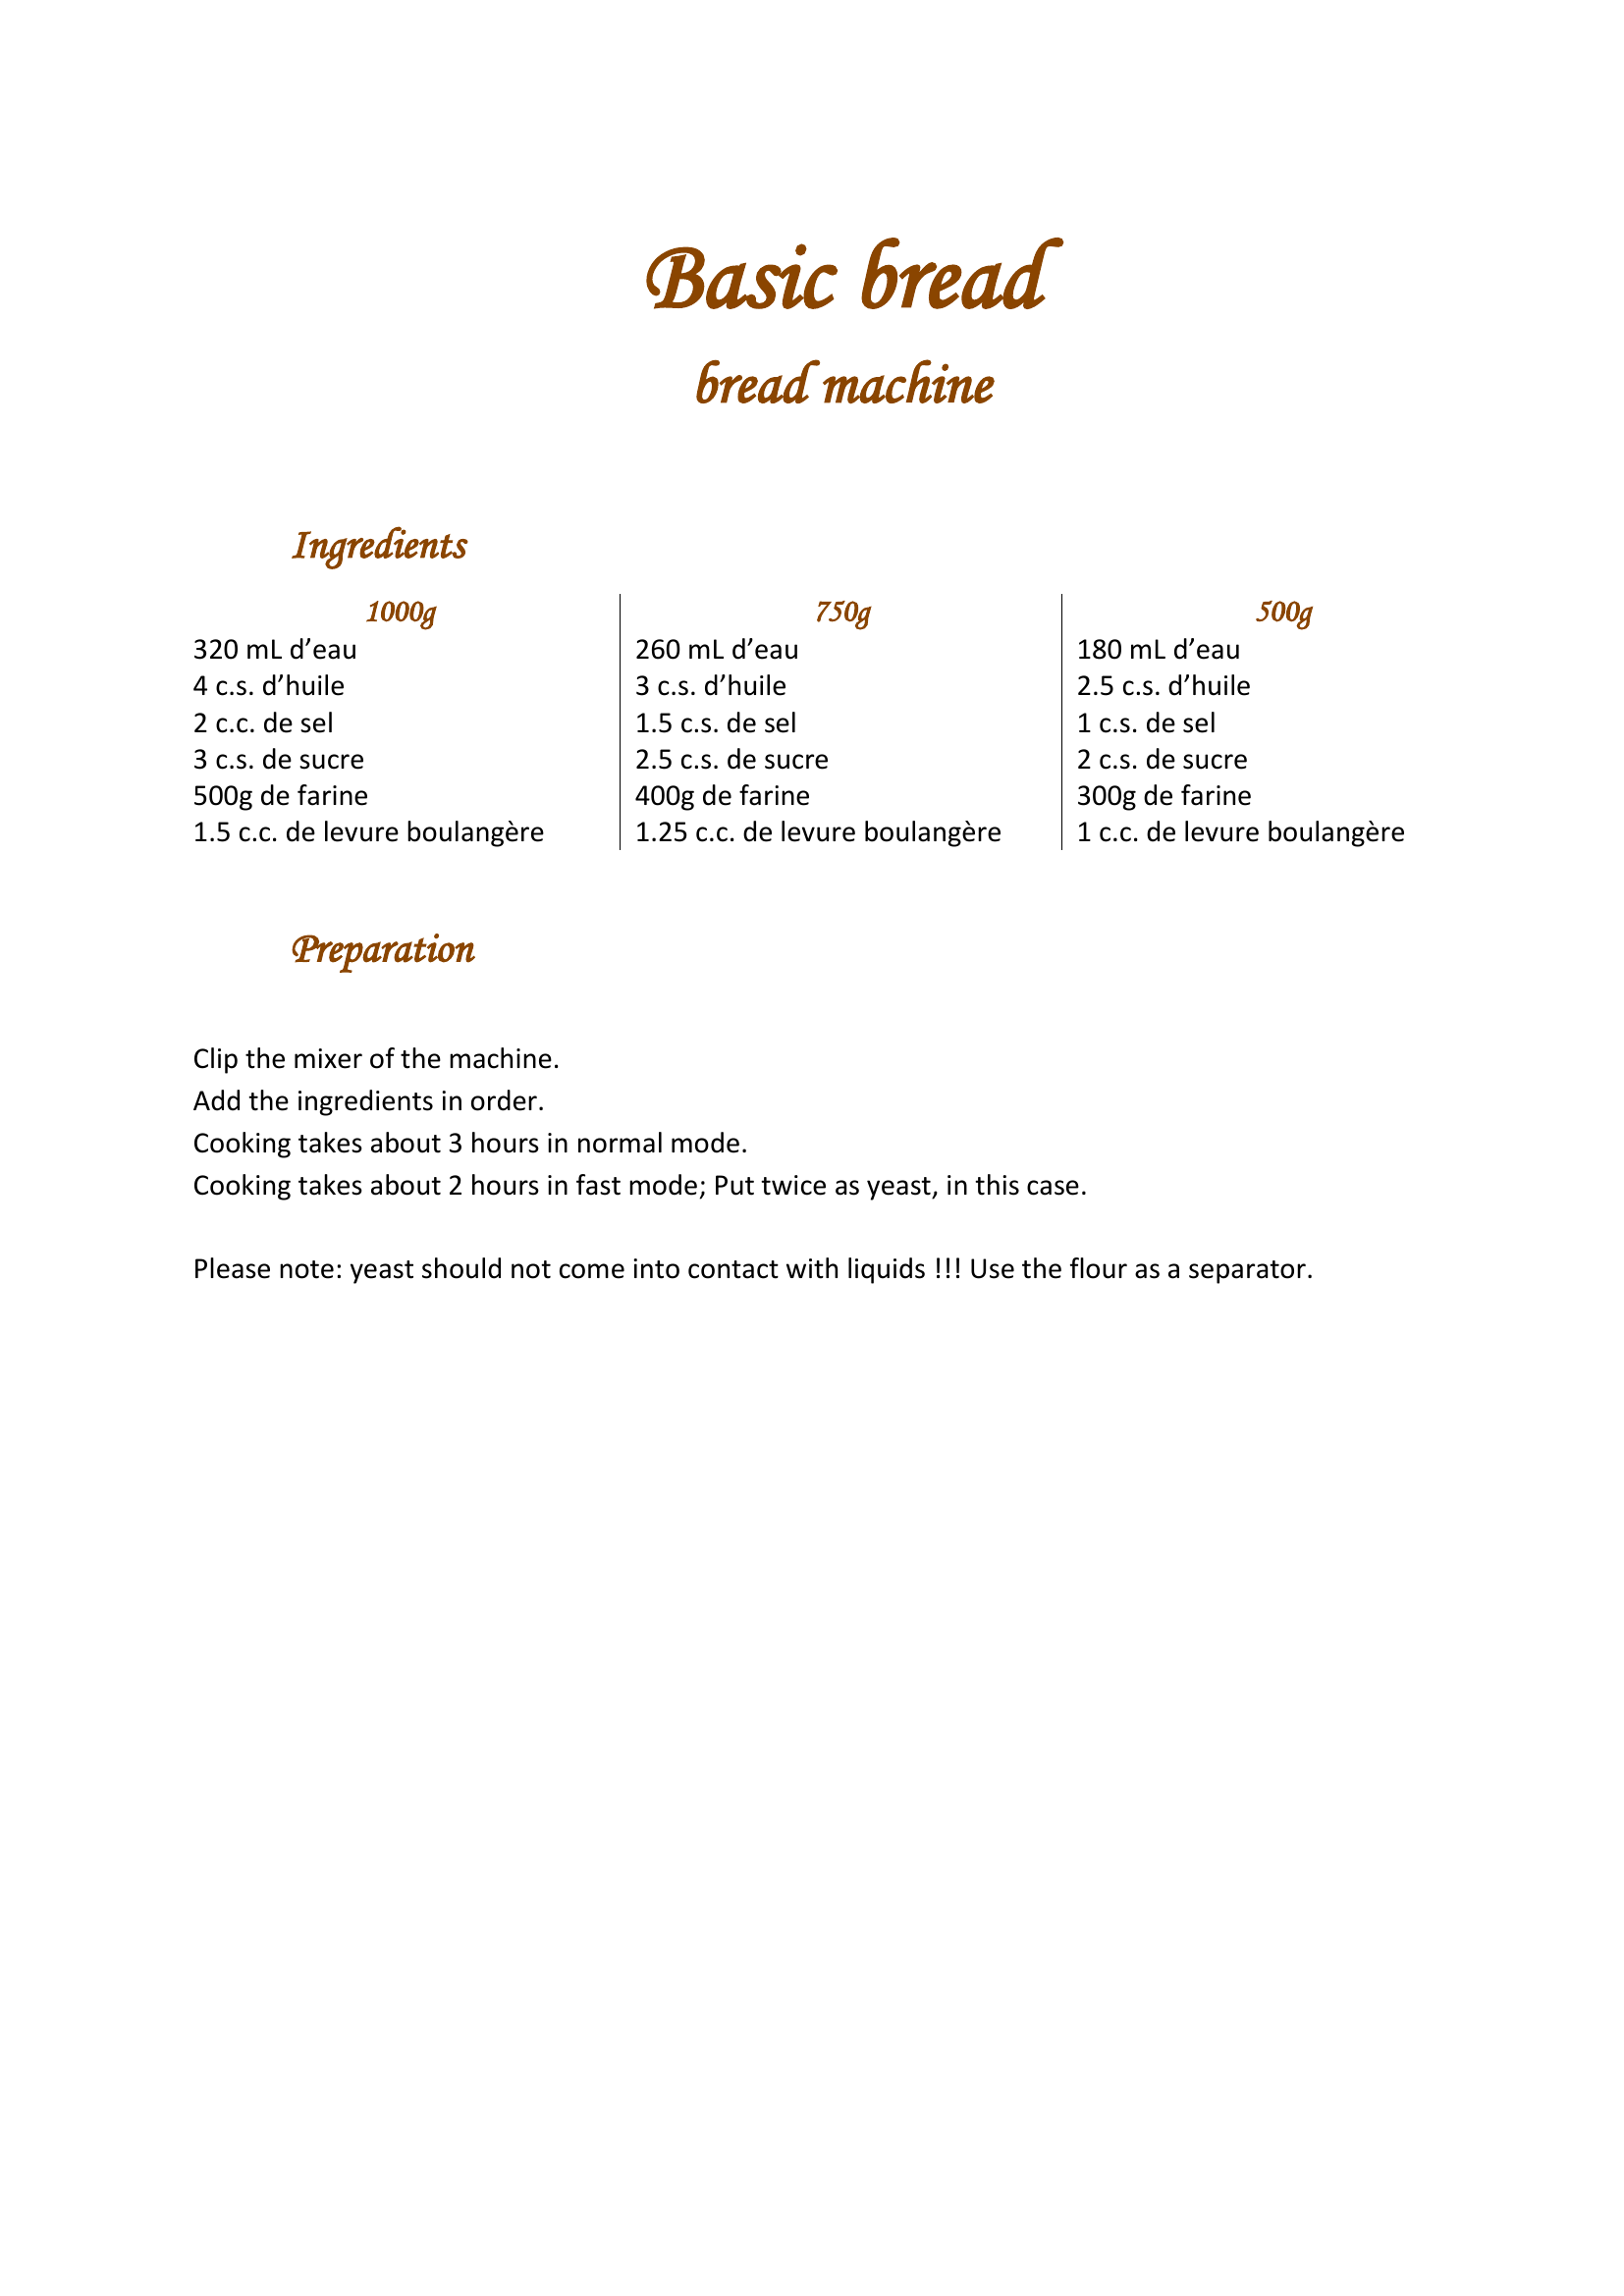 Basic bread
bread machine
Ingredients
1000g
320 mL d’eau
4 c.s. d’huile
2 c.c. de sel
3 c.s. de sucre
500g de farine
1.5 c.c. de levure boulangère
750g
260 mL d’eau
3 c.s. d’huile
1.5 c.s. de sel
2.5 c.s. de sucre
400g de farine
1.25 c.c. de levure boulangère
500g
180 mL d’eau
2.5 c.s. d’huile
1 c.s. de sel
2 c.s. de sucre
300g de farine
1 c.c. de levure boulangère
Preparation
Clip the mixer of the machine.
Add the ingredients in order.
Cooking takes about 3 hours in normal mode.
Cooking takes about 2 hours in fast mode; Put twice as yeast, in this case.
Please note: yeast should not come into contact with liquids !!! Use the flour as a separator.